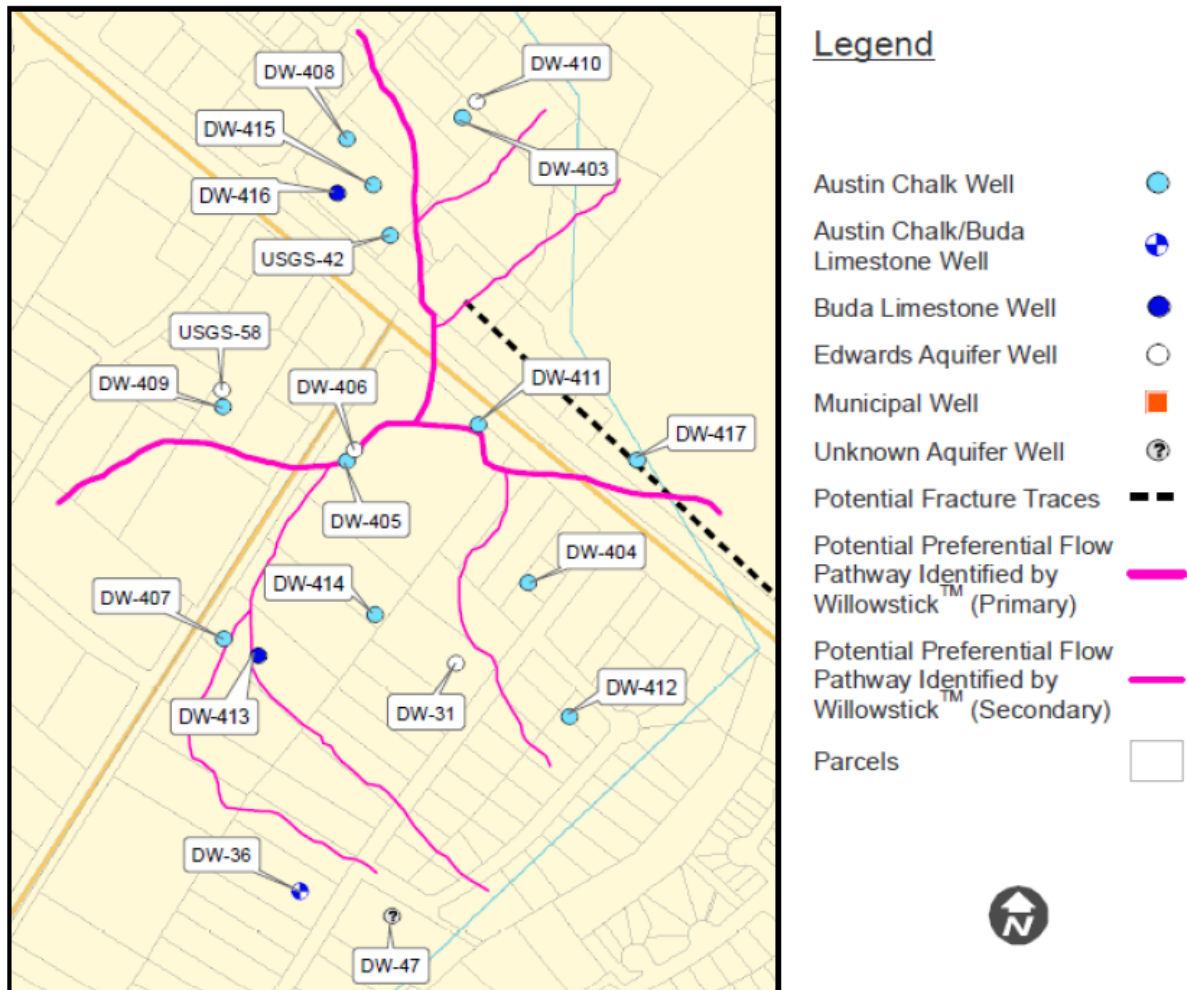 DW-408
DW-410
DW-415
DW-403
DW-416
USGS-42
USGS-58
DW-409
DW-406
DW-411
DW-417
DW-405
DW-404
DW-414
DW-407
DW-412
DW-413
DW-31
DW-36
?
DW-47
Legend
Austin Chalk Well
Austin Chalk/Buda
Limestone Well
Buda Limestone Well
Edwards Aquifer Well
Municipal Well
Unknown Aquifer Well
?
Potential Fracture Traces
Potential Preferential Flow
Pathway Identified by
Willowstick™ (Primary)
Potential Preferential Flow
Pathway Identified by
Willowstick™ (Secondary)
Parcels
N